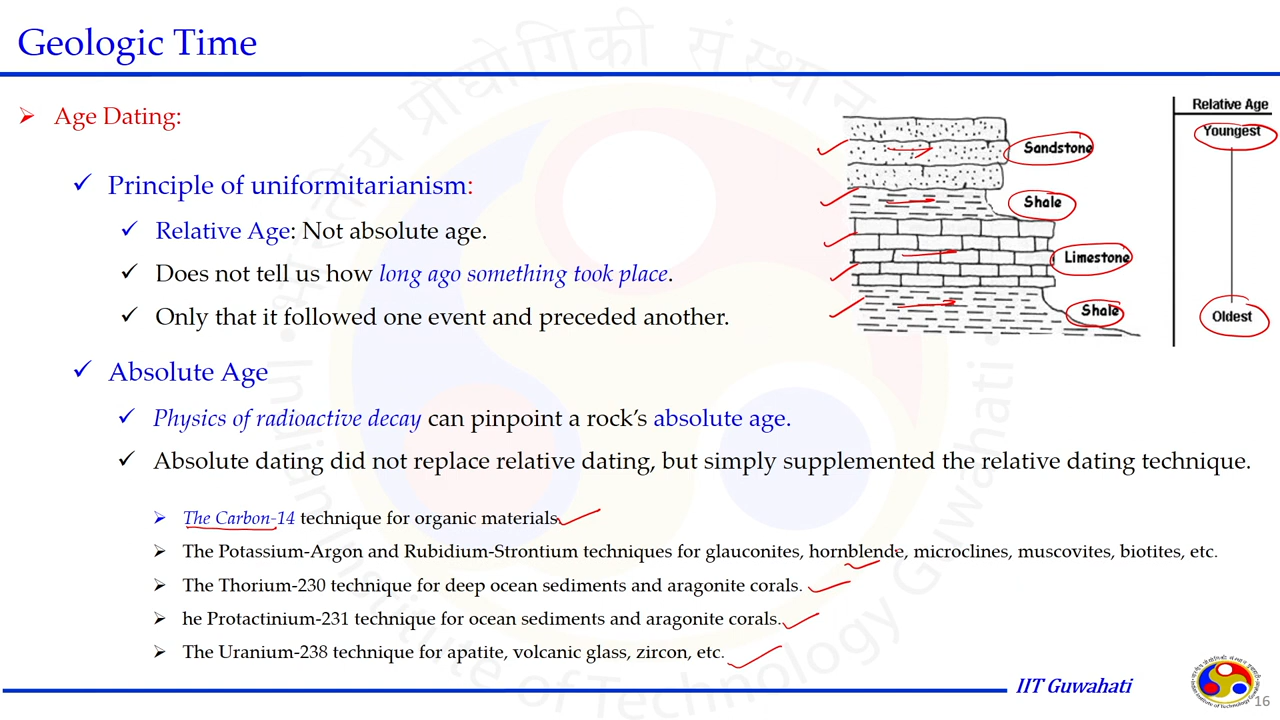 Geologic Time
Age Dating:
Principle of uniformitarianism:
Relative Age: Not absolute age.
Does not tell us how long ago something took place.
Only that it followed one event and preceded another.
Absolute Age
Physics of radioactive decay can pinpoint a rock's absolute age.
Absolute dating did not replace relative dating, but simply supplemented the relative dating technique.
The Carbon-14 technique for organic materials
The Potassium-Argon and Rubidium-Strontium techniques for glauconites, hornblende, microclines, muscovites, biotites, etc.
The Thorium-230 technique for deep ocean sediments and aragonite corals.
he Protactinium-231 technique for ocean sediments and aragonite corals.
The Uranium-238 technique for apatite, volcanic glass, zircon, etc.
Sandstone
Shale
Limestone
Shale
Relative Age
Youngest
Oldest
IIT Guwahati
16
Indian Institute of Technology Guwahati